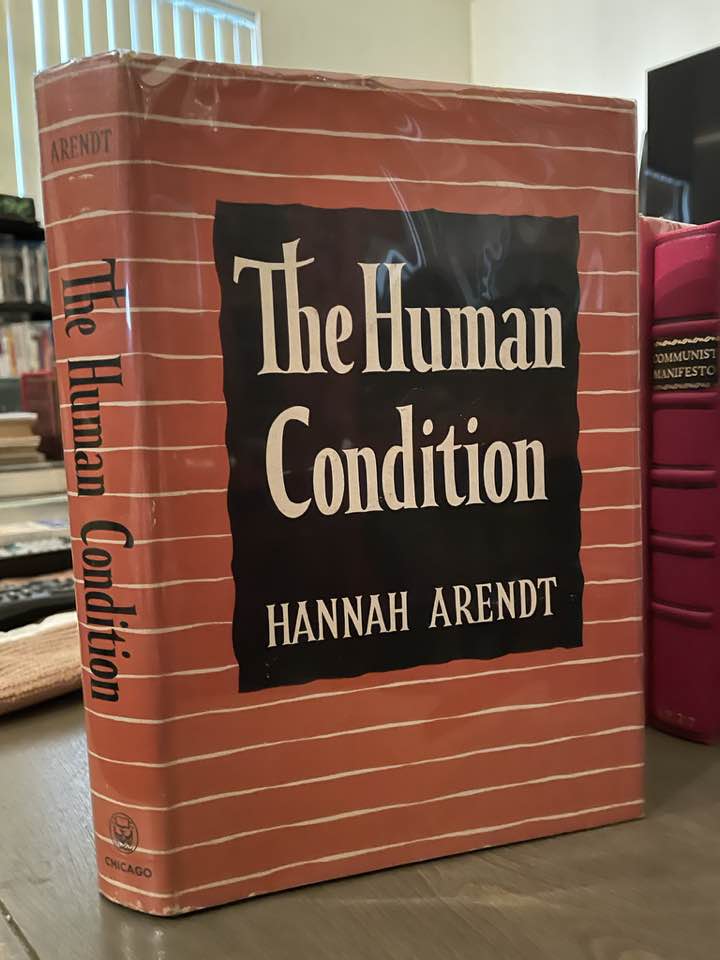 ARENDT
The Human Condition
CHICAGO
The Human
Condition
HANNAH ARENDT
COMMUNIST
MANIFESTO